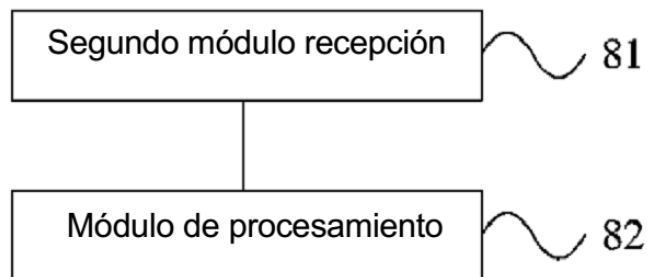 Segundo módulo recepción 81
Módulo de procesamiento 82